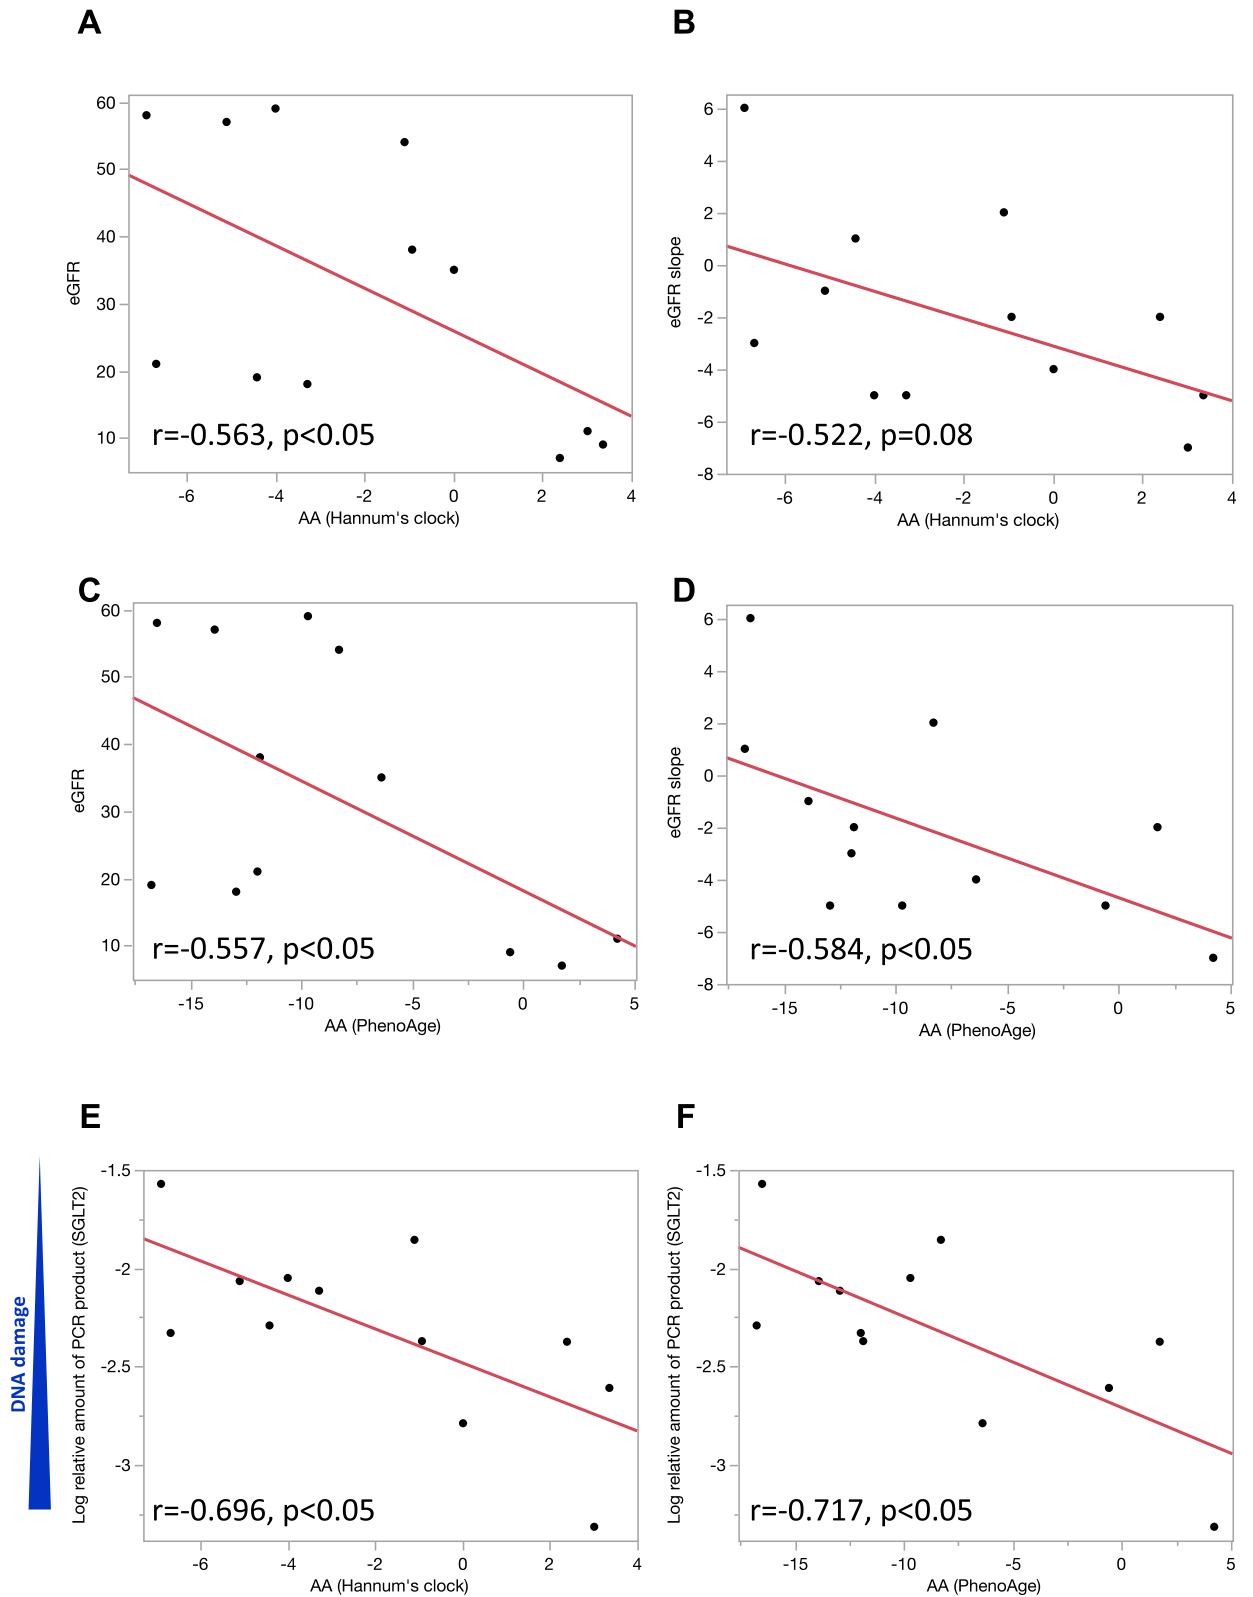 A
60
50
40
30
20
10
eGFR
r=-0.563, p<0.05
-6
-4
-2
0
2
4
AA (Hannum's clock)
B
6
4
2
0
-2
-4
-6
-8
eGFR slope
r=-0.522, p=0.08
-6
-4
-2
0
2
4
AA (Hannum's clock)
C
60
50
40
30
20
10
eGFR
r=-0.557, p<0.05
-15
-10
-5
0
5
AA (PhenoAge)
D
6
4
2
0
-2
-4
-6
-8
eGFR slope
r=-0.584, p<0.05
-15
-10
-5
0
5
AA (PhenoAge)
DNA damage
E
-1.5
-2
-2.5
-3
Log relative amount of PCR product (SGLT2)
r=-0.696, p<0.05
-6
-4
-2
0
2
4
AA (Hannum's clock)
F
-1.5
-2
-2.5
-3
Log relative amount of PCR product (SGLT2)
r=-0.717, p<0.05
-15
-10
-5
0
5
AA (PhenoAge)